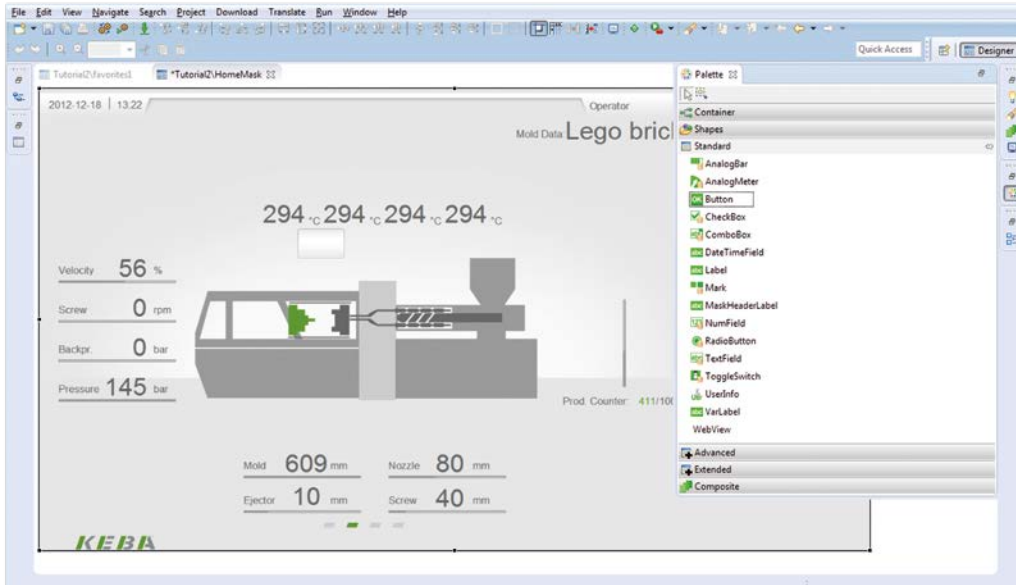 File Edit View Navigate Search Project Download Translate Run Window Help
Quick Access Designer
Tutorial2\favorites1 *Tutorial2\HomeMask
Palette
2012-12-18 13:22 Operator
Mold Data Lego bric
Container
Shapes
Standard
AnalogBar
AnalogMeter
Button
CheckBox
ComboBox
DateTimeField
Label
Mark
MaskHeaderLabel
NumField
RadioButton
TextField
ToggleSwitch
UserInfo
VarLabel
WebView
Advanced
Extended
Composite
294 °C 294 °C 294 °C 294 °C
Velocity 56 %
Screw 0 rpm
Backpr. 0 bar
Pressure 145 bar
Prod. Counter: 411/100
Mold 609 mm Nozzle 80 mm
Ejector 10 mm Screw 40 mm
KEBA